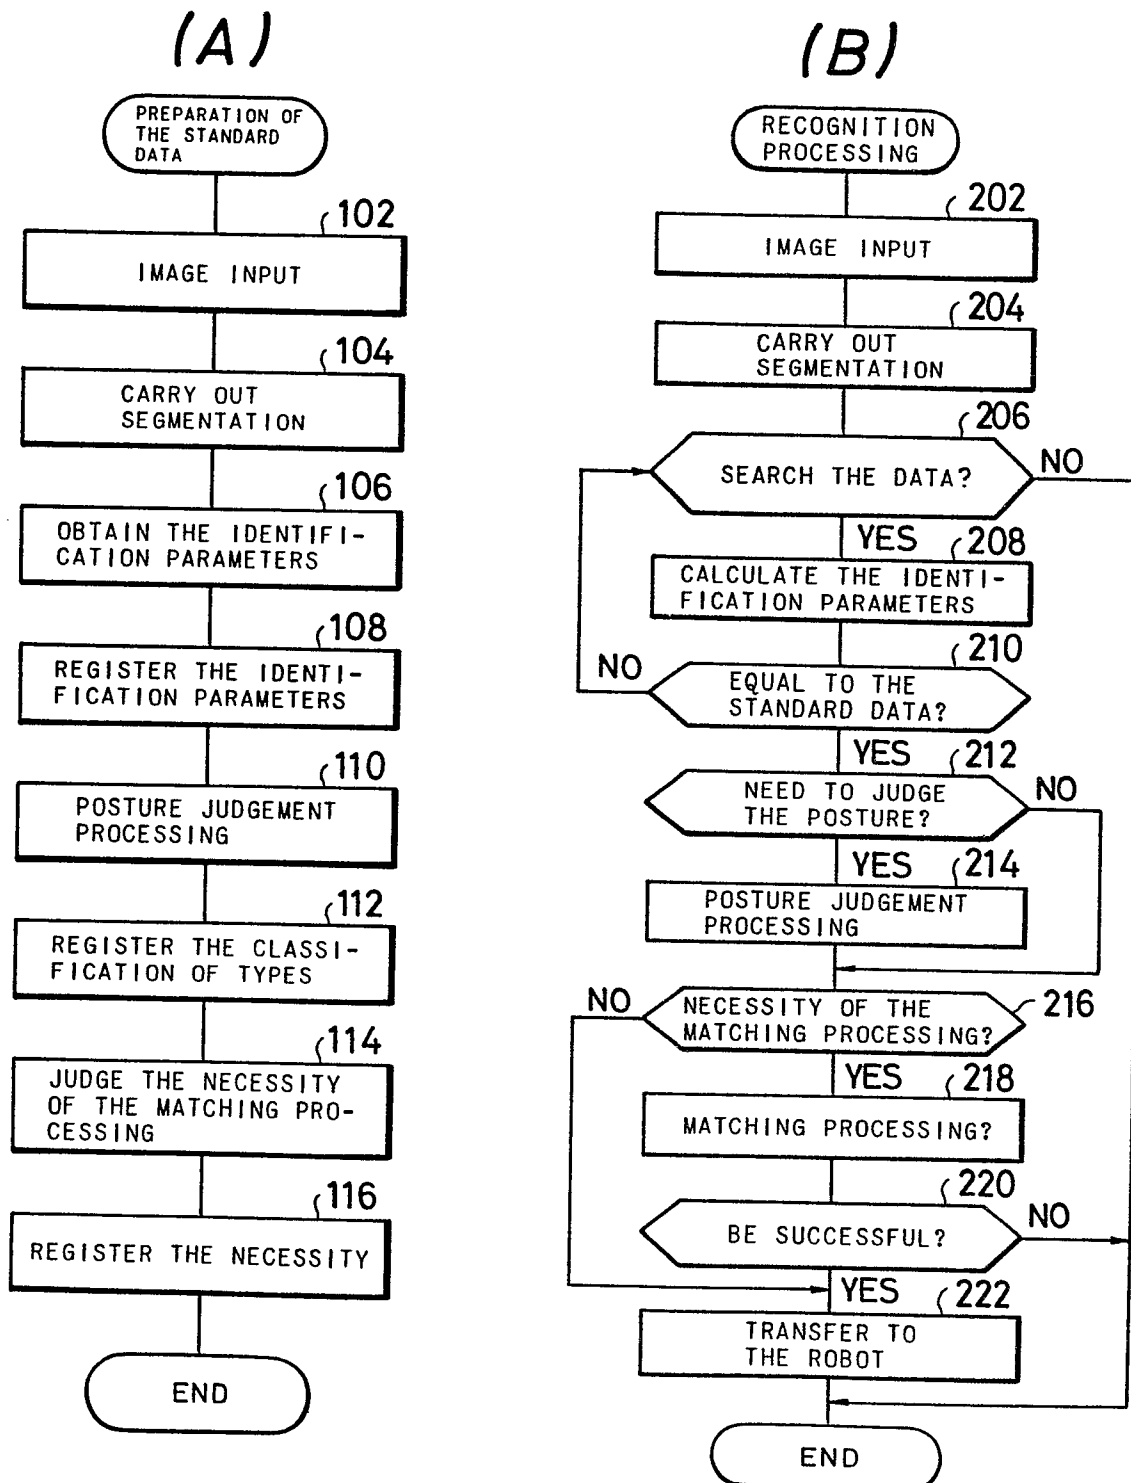 (A)
PREPARATION OF
THE STANDARD
DATA
102
IMAGE INPUT
104
CARRY OUT
SEGMENTATION
106
OBTAIN THE IDENTIFI-
CATION PARAMETERS
108
REGISTER THE IDENTI-
FICATION PARAMETERS
110
POSTURE JUDGEMENT
PROCESSING
112
REGISTER THE CLASSI-
FICATION OF TYPES
114
JUDGE THE NECESSITY
OF THE MATCHING PRO-
CESSING
116
REGISTER THE NECESSITY
END
(B)
RECOGNITION
PROCESSING
202
IMAGE INPUT
204
CARRY OUT
SEGMENTATION
206
SEARCH THE DATA?
NO
YES
208
CALCULATE THE IDENTI-
FICATION PARAMETERS
210
NO
EQUAL TO THE
STANDARD DATA?
YES
212
NEED TO JUDGE
THE POSTURE?
NO
YES
214
POSTURE JUDGEMENT
PROCESSING
NO
NECESSITY OF THE
MATCHING PROCESSING?
216
YES
218
MATCHING PROCESSING?
220
BE SUCCESSFUL?
NO
YES
222
TRANSFER TO
THE ROBOT
END